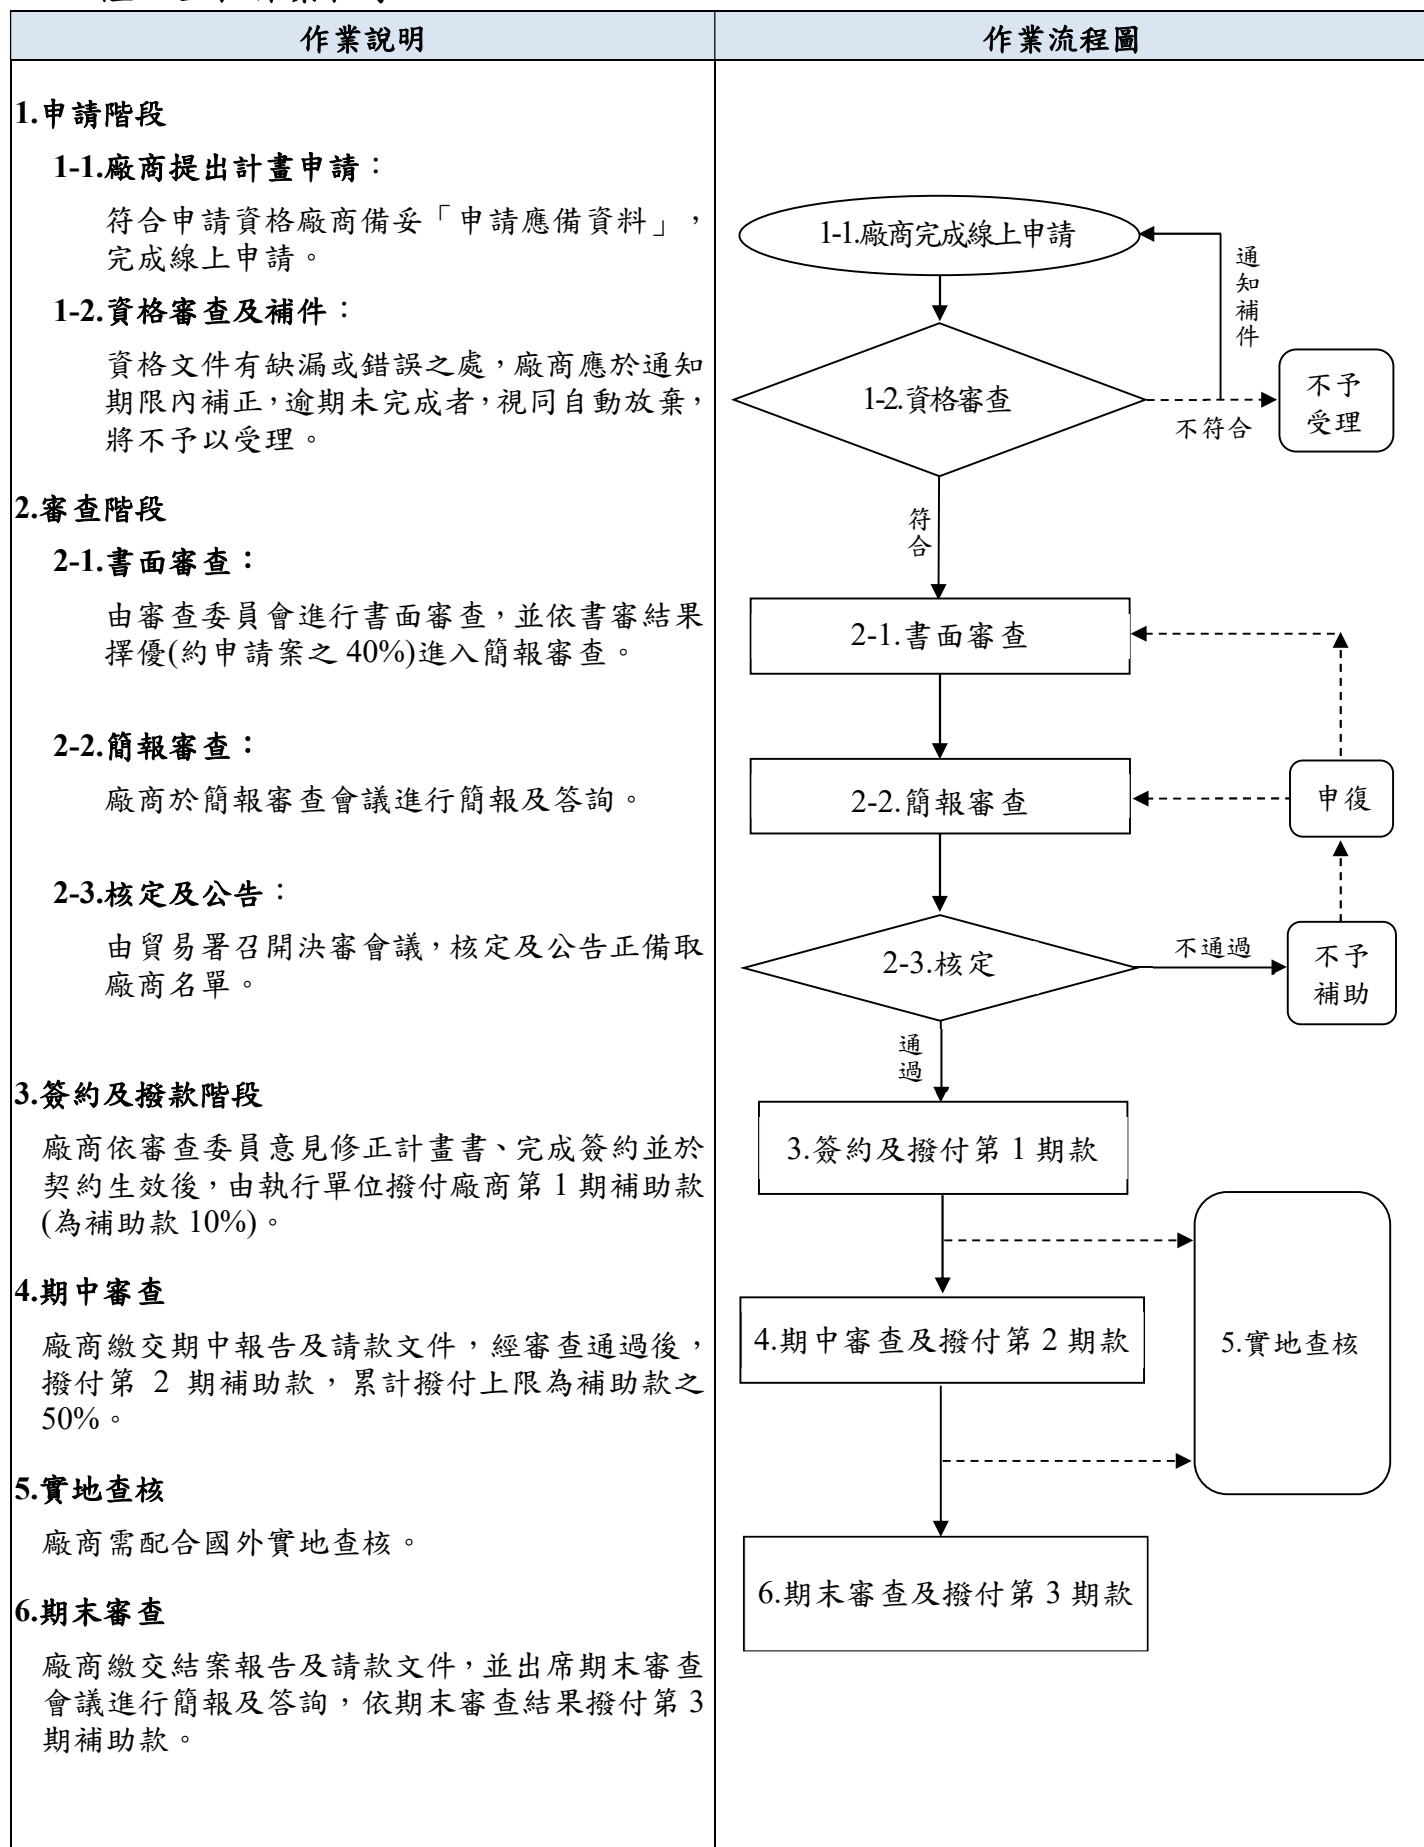 作業說明
作業流程圖
1.申請階段
1-1.廠商提出計畫申請：
符合申請資格廠商備妥「申請應備資料」，
完成線上申請。
1-2.資格審查及補件：
資格文件有缺漏或錯誤之處，廠商應於通知
期限內補正，逾期未完成者，視同自動放棄，
將不予以受理。
2.審查階段
2-1.書面審查：
由審查委員會進行書面審查，並依書審結果
擇優(約申請案之 40%)進入簡報審查。
2-2.簡報審查：
廠商於簡報審查會議進行簡報及答詢。
2-3.核定及公告：
由貿易署召開決審會議，核定及公告正備取
廠商名單。
3.簽約及撥款階段
廠商依審查委員意見修正計畫書、完成簽約並於
契約生效後，由執行單位撥付廠商第 1 期補助款
(為補助款 10%)。
4.期中審查
廠商繳交期中報告及請款文件，經審查通過後，
撥付第 2 期補助款，累計撥付上限為補助款之
50%。
5.實地查核
廠商需配合國外實地查核。
6.期末審查
廠商繳交結案報告及請款文件，並出席期末審查
會議進行簡報及答詢，依期末審查結果撥付第 3
期補助款。
1-1.廠商完成線上申請
通知補件
1-2.資格審查
不符合
不予
受理
符合
2-1.書面審查
2-2.簡報審查
申復
2-3.核定
不通過
不予
補助
通過
3.簽約及撥付第 1 期款
4.期中審查及撥付第 2 期款
5.實地查核
6.期末審查及撥付第 3 期款